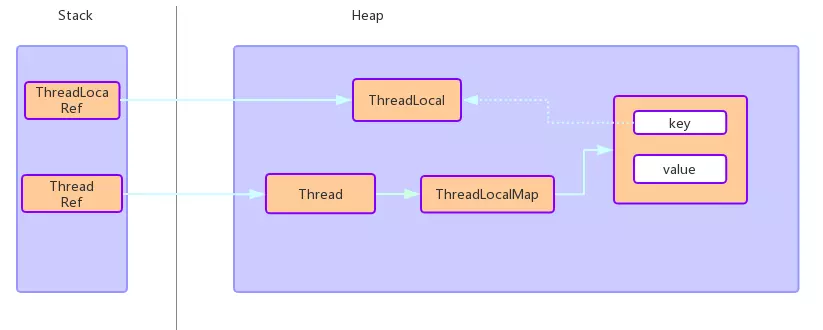 Stack
Heap
ThreadLoca
Ref
ThreadLocal
key
value
Thread
Ref
Thread
ThreadLocalMap